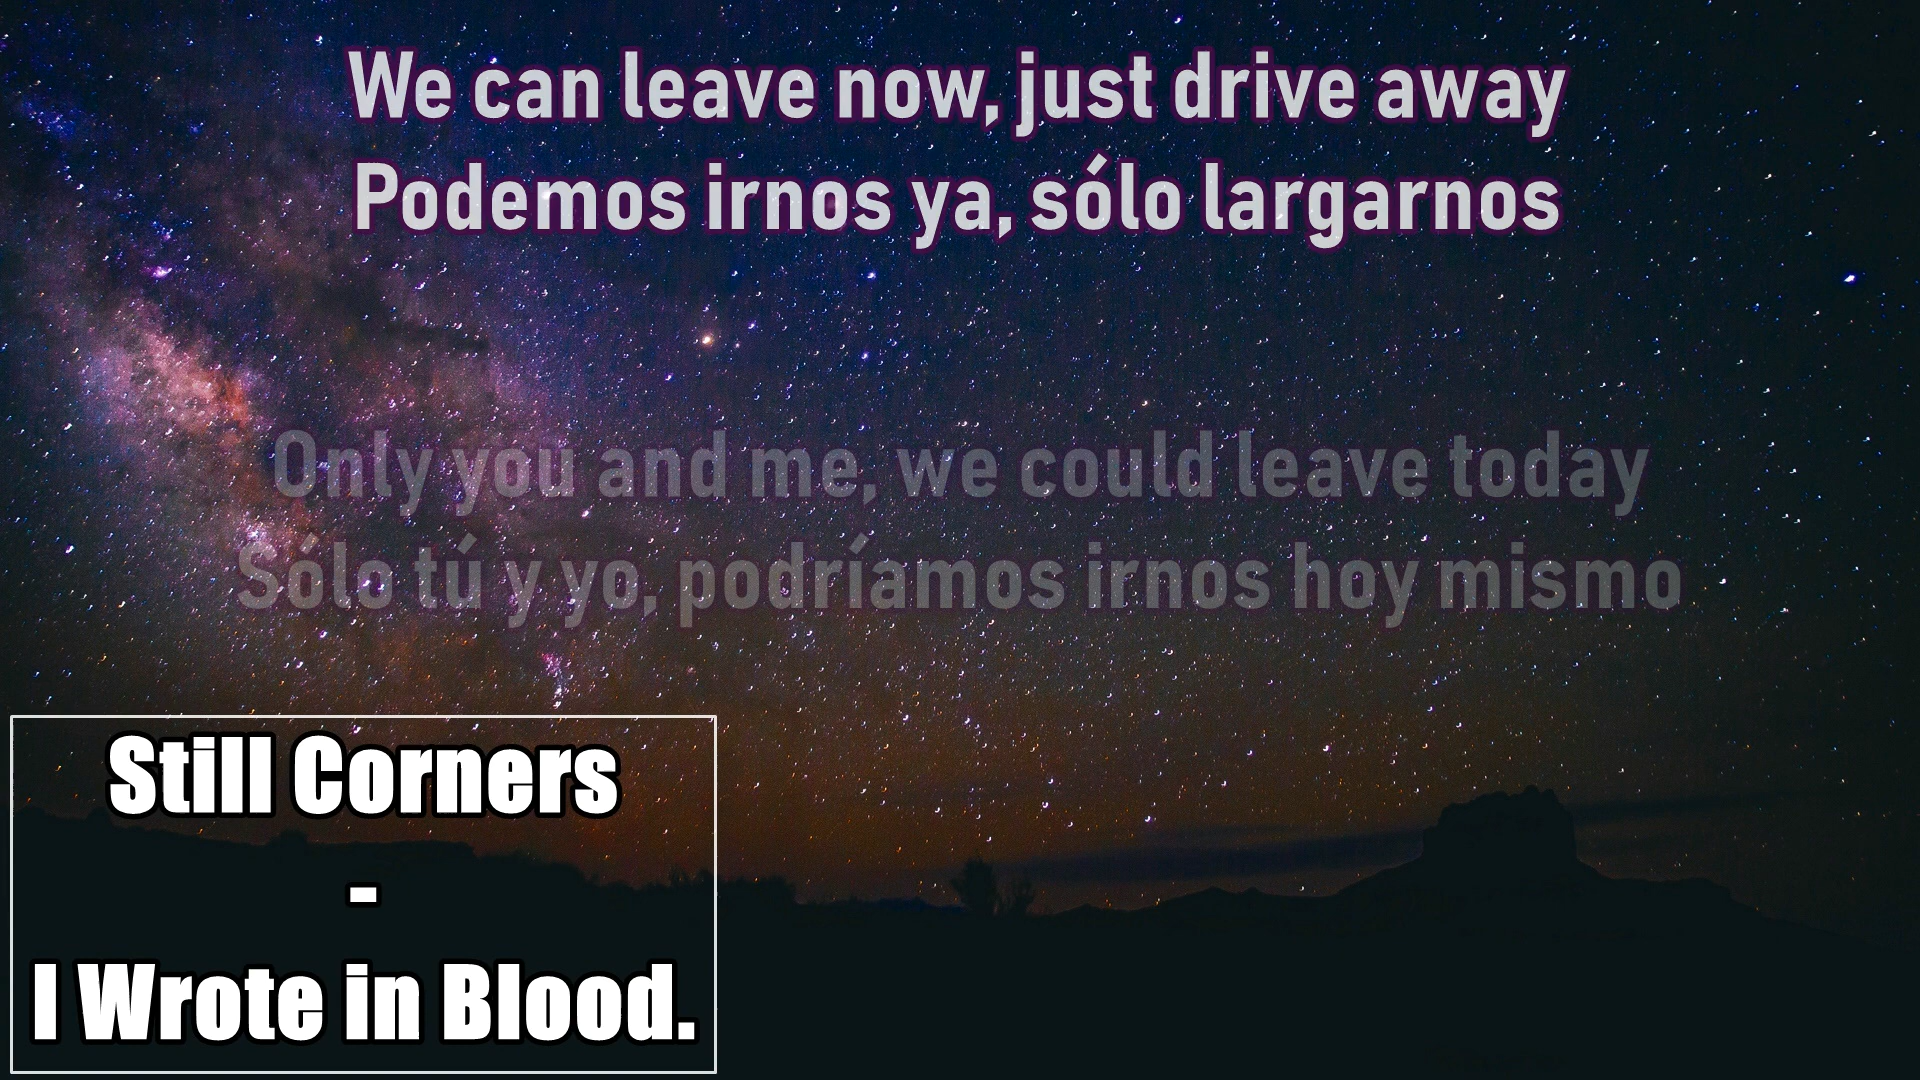 We can leave now, just drive away
Podemos irnos ya, sólo largarnos
Only you and me, we could leave today
Sólo tú y yo, podríamos irnos hoy mismo
Still Corners
-
I Wrote in Blood.